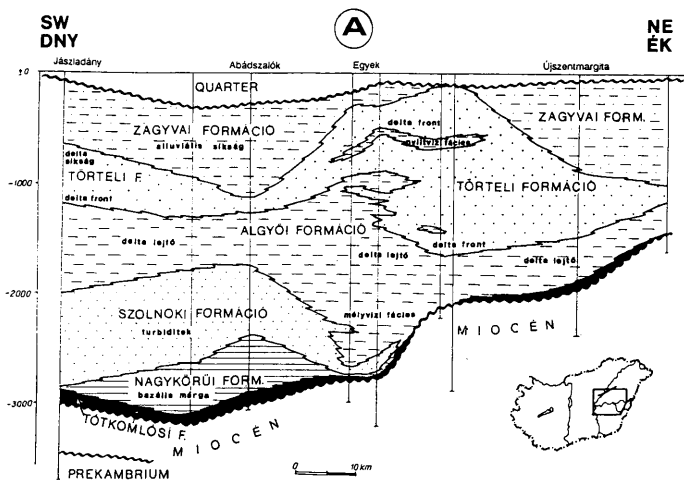 SW
DNY
A
NE
ÉK
Jászladány
Abádszalók
Egyek
Újszentmargita
±0
QUARTER
ZAGYVAI FORMÁCIÓ
alluviális síkság
delta front
nyíltvízi fácies
ZAGYVAI FORM.
delta
síkság
TÖRTELI F.
-1000
TÖRTELI FORMÁCIÓ
delta front
ALGYŐI FORMÁCIÓ
delta lejtő
delta lejtő
delta front
delta lejtő
-2000
SZOLNOKI FORMÁCIÓ
turbiditek
mélyvízi fácies
MIOCÉN
NAGYKÖRŰI FORM.
bazális márga
-3000
TÓTKOMLÓSI F.
MIOCÉN
PREKAMBRIUM
0
10 km